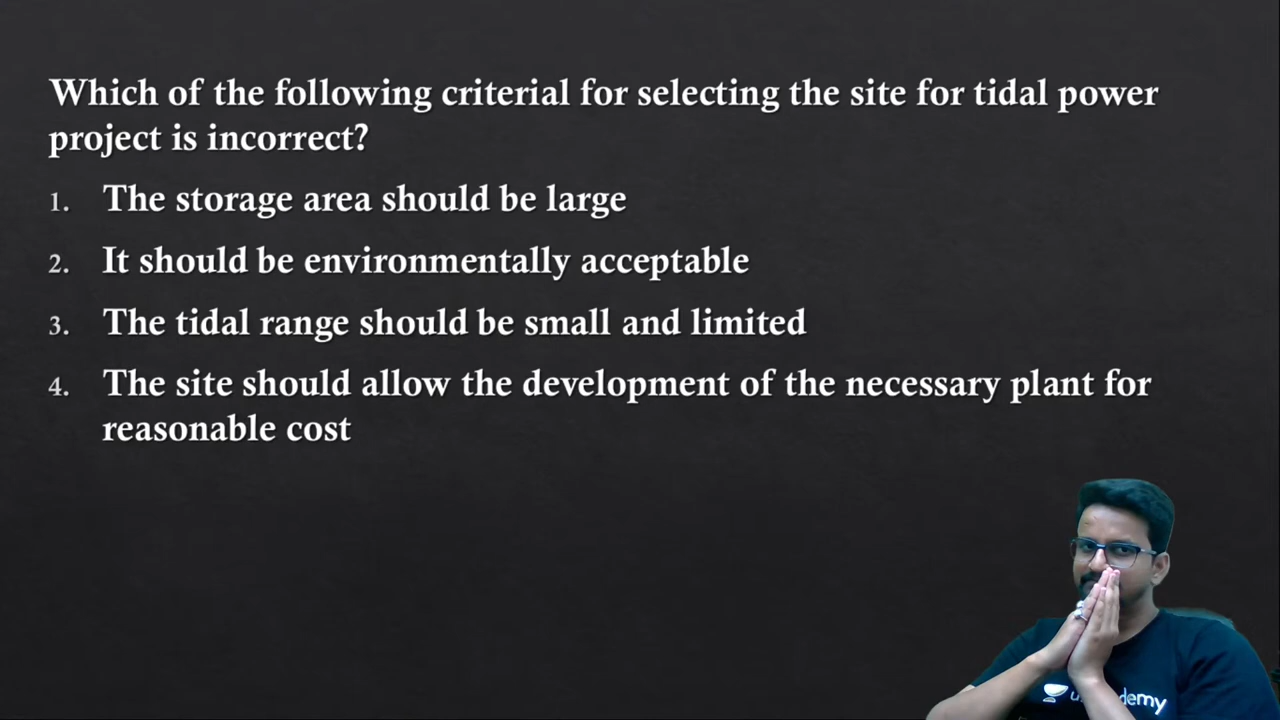 Which of the following criterial for selecting the site for tidal power
project is incorrect?
1. The storage area should be large
2. It should be environmentally acceptable
3. The tidal range should be small and limited
4. The site should allow the development of the necessary plant for
reasonable cost